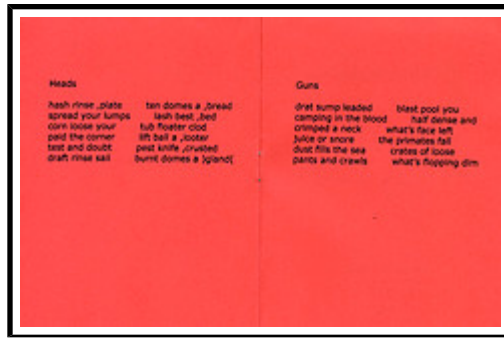 Heads
hash rinse ,plate ten domes a ,bread
spread your lumps lash best ,bed
corn loose your tub floater clod
paid the corner lift ball a ,looter
test and doubt pest knife ,crusted
draft rinse sail burnt domes a )gland(
Guns
drat sump leaded blast pool you
camping in the blood half dense and
crimped a neck what's face left
juice or snore the primates fall
dust fills the sea crates of loose
pants and crawls what's flopping dim